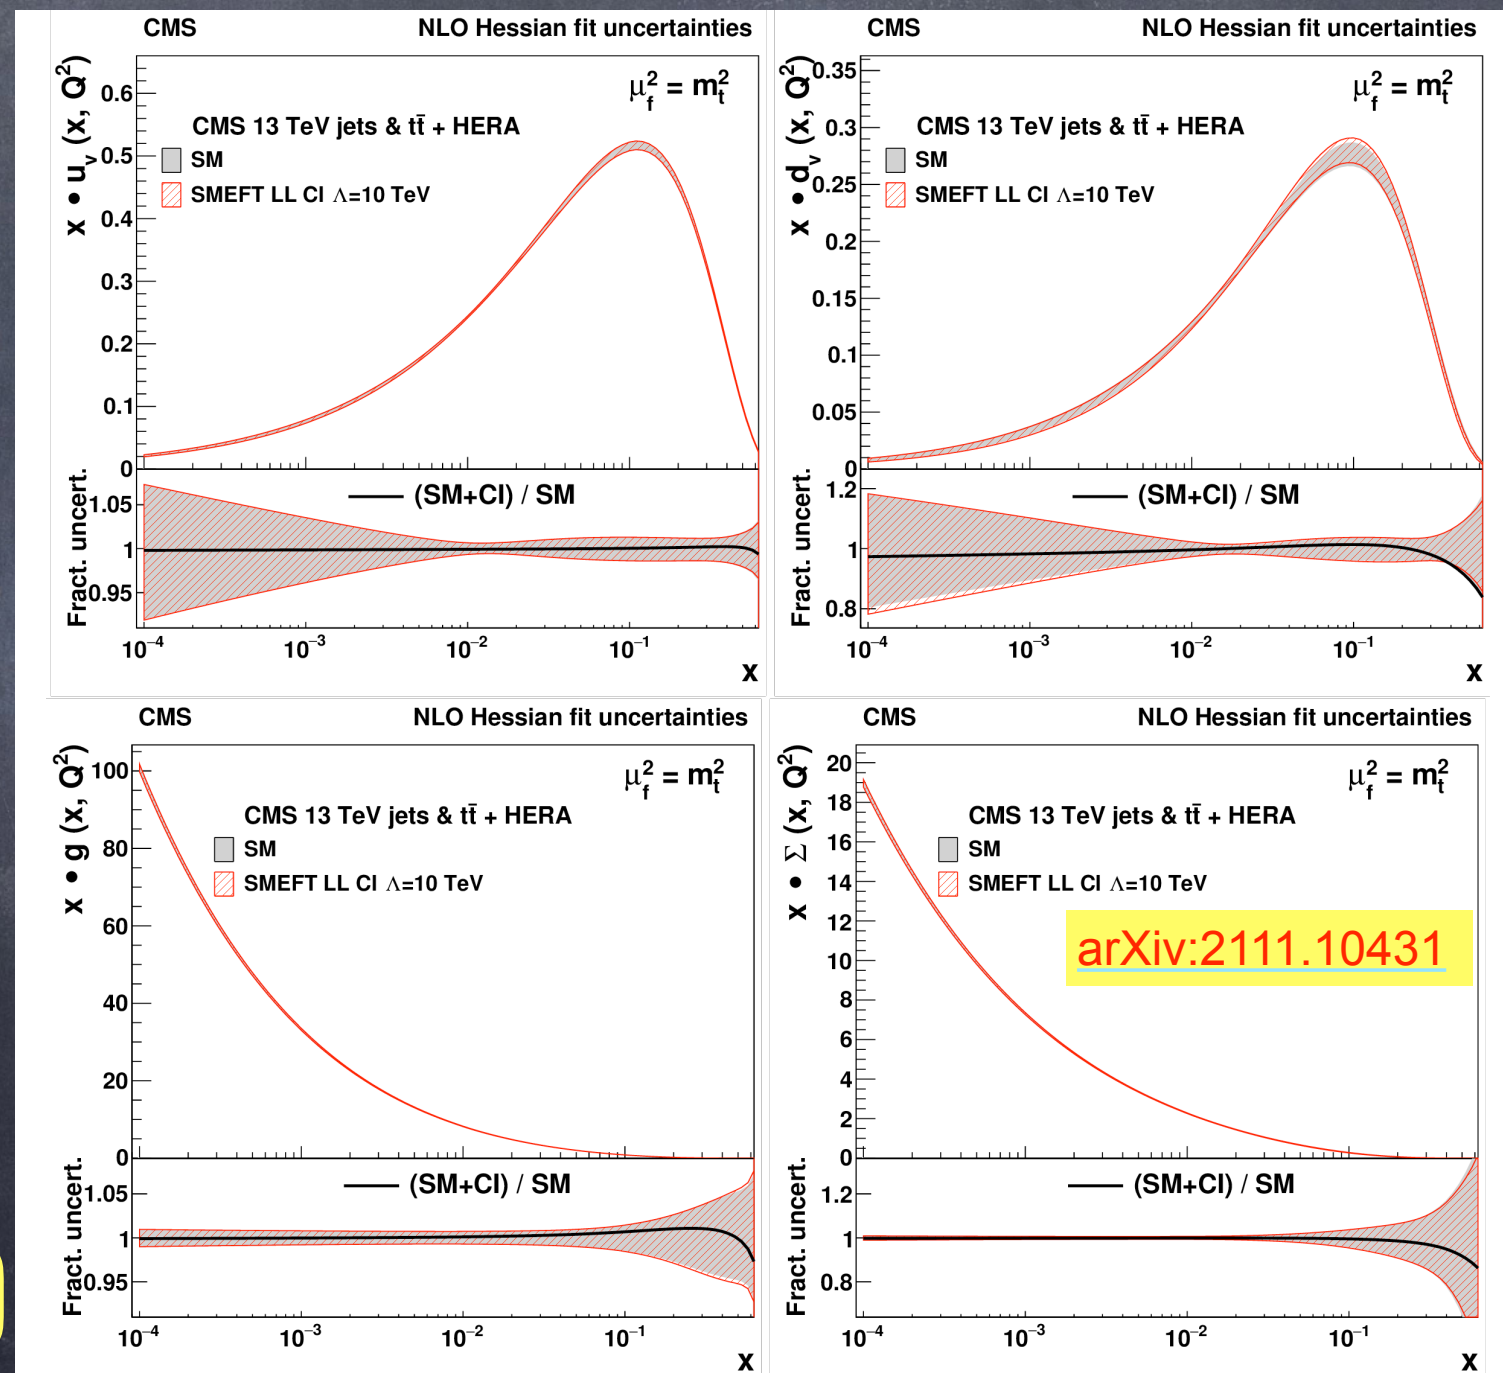 CMS NLO Hessian fit uncertainties
x • u_v (x, Q²)
μ_f² = m_t²
CMS 13 TeV jets & tt̄ + HERA
SM
SMEFT LL CI Λ=10 TeV
0.6
0.5
0.4
0.3
0.2
0.1
0
Fract. uncert.
(SM+CI) / SM
1.05
1
0.95
10⁻⁴ 10⁻³ 10⁻² 10⁻¹
x
CMS NLO Hessian fit uncertainties
x • d_v (x, Q²)
μ_f² = m_t²
CMS 13 TeV jets & tt̄ + HERA
SM
SMEFT LL CI Λ=10 TeV
0.35
0.3
0.25
0.2
0.15
0.1
0.05
0
Fract. uncert.
(SM+CI) / SM
1.2
1
0.8
10⁻⁴ 10⁻³ 10⁻² 10⁻¹
x
CMS NLO Hessian fit uncertainties
x • g (x, Q²)
μ_f² = m_t²
CMS 13 TeV jets & tt̄ + HERA
SM
SMEFT LL CI Λ=10 TeV
100
80
60
40
20
0
Fract. uncert.
(SM+CI) / SM
1.05
1
0.95
10⁻⁴ 10⁻³ 10⁻² 10⁻¹
x
CMS NLO Hessian fit uncertainties
x • Σ (x, Q²)
μ_f² = m_t²
CMS 13 TeV jets & tt̄ + HERA
SM
SMEFT LL CI Λ=10 TeV
arXiv:2111.10431
20
18
16
14
12
10
8
6
4
2
0
Fract. uncert.
(SM+CI) / SM
1.2
1
0.8
10⁻⁴ 10⁻³ 10⁻² 10⁻¹
x